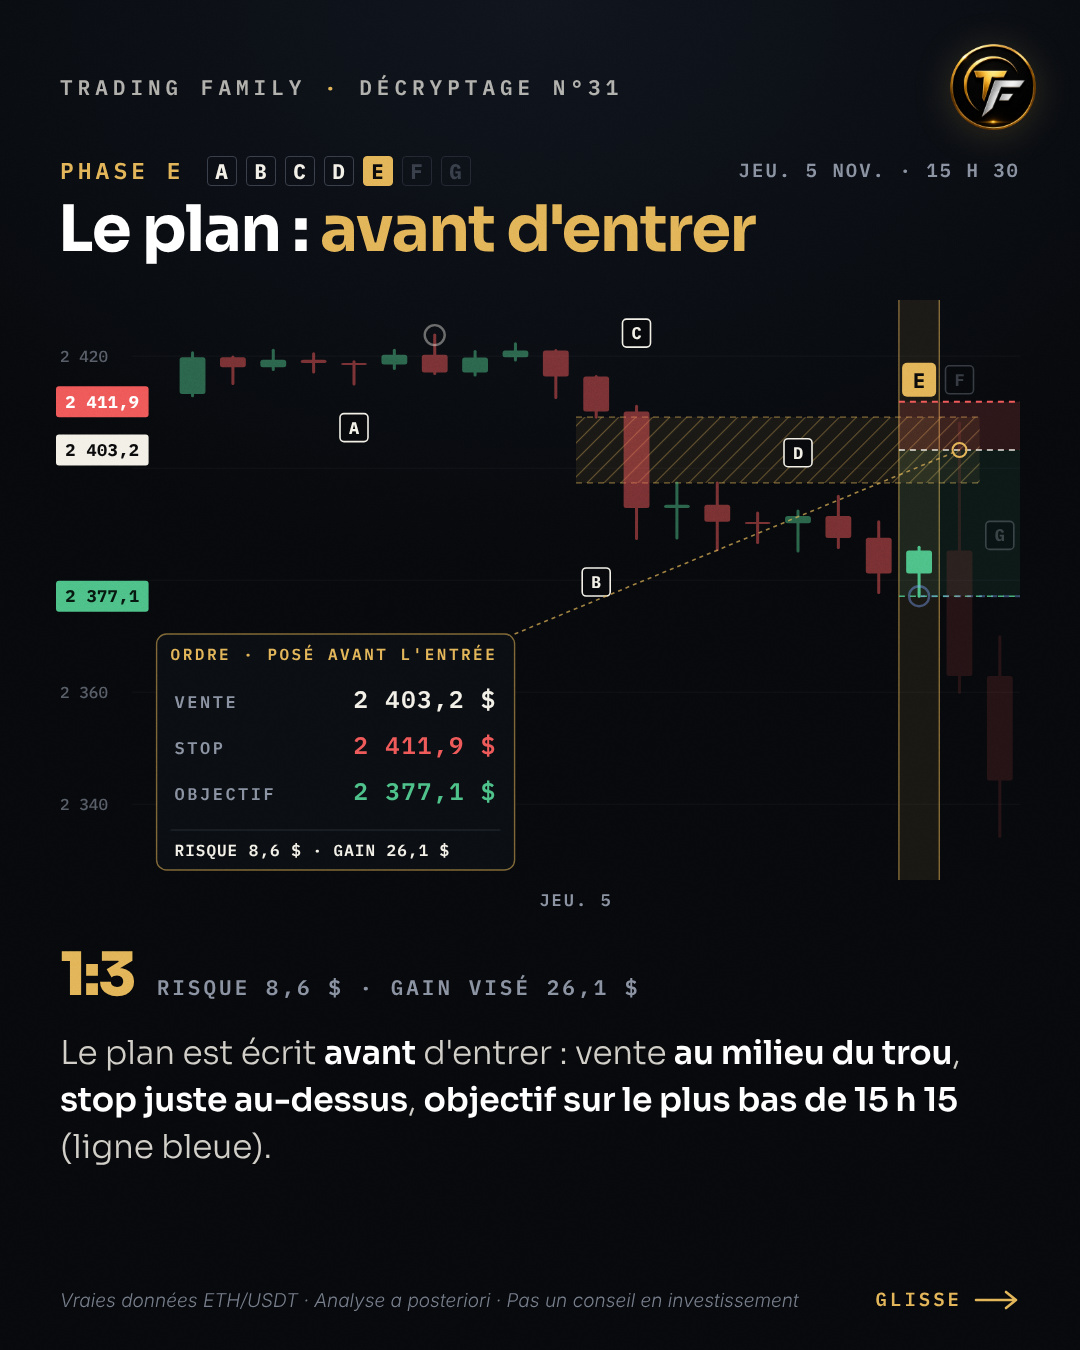 TRADING FAMILY · DÉCRYPTAGE N°31
TF
PHASE E A B C D E F G
JEU. 5 NOV. · 15 H 30
Le plan : avant d'entrer
C
2 420
E F
2 411,9
A
2 403,2
D
G
B
2 377,1
ORDRE · POSÉ AVANT L'ENTRÉE
VENTE 2 403,2 $
2 360
STOP 2 411,9 $
OBJECTIF 2 377,1 $
2 340
RISQUE 8,6 $ · GAIN 26,1 $
JEU. 5
1:3 RISQUE 8,6 $ · GAIN VISÉ 26,1 $
Le plan est écrit avant d'entrer : vente au milieu du trou,
stop juste au-dessus, objectif sur le plus bas de 15 h 15
(ligne bleue).
Vraies données ETH/USDT · Analyse a posteriori · Pas un conseil en investissement
GLISSE →